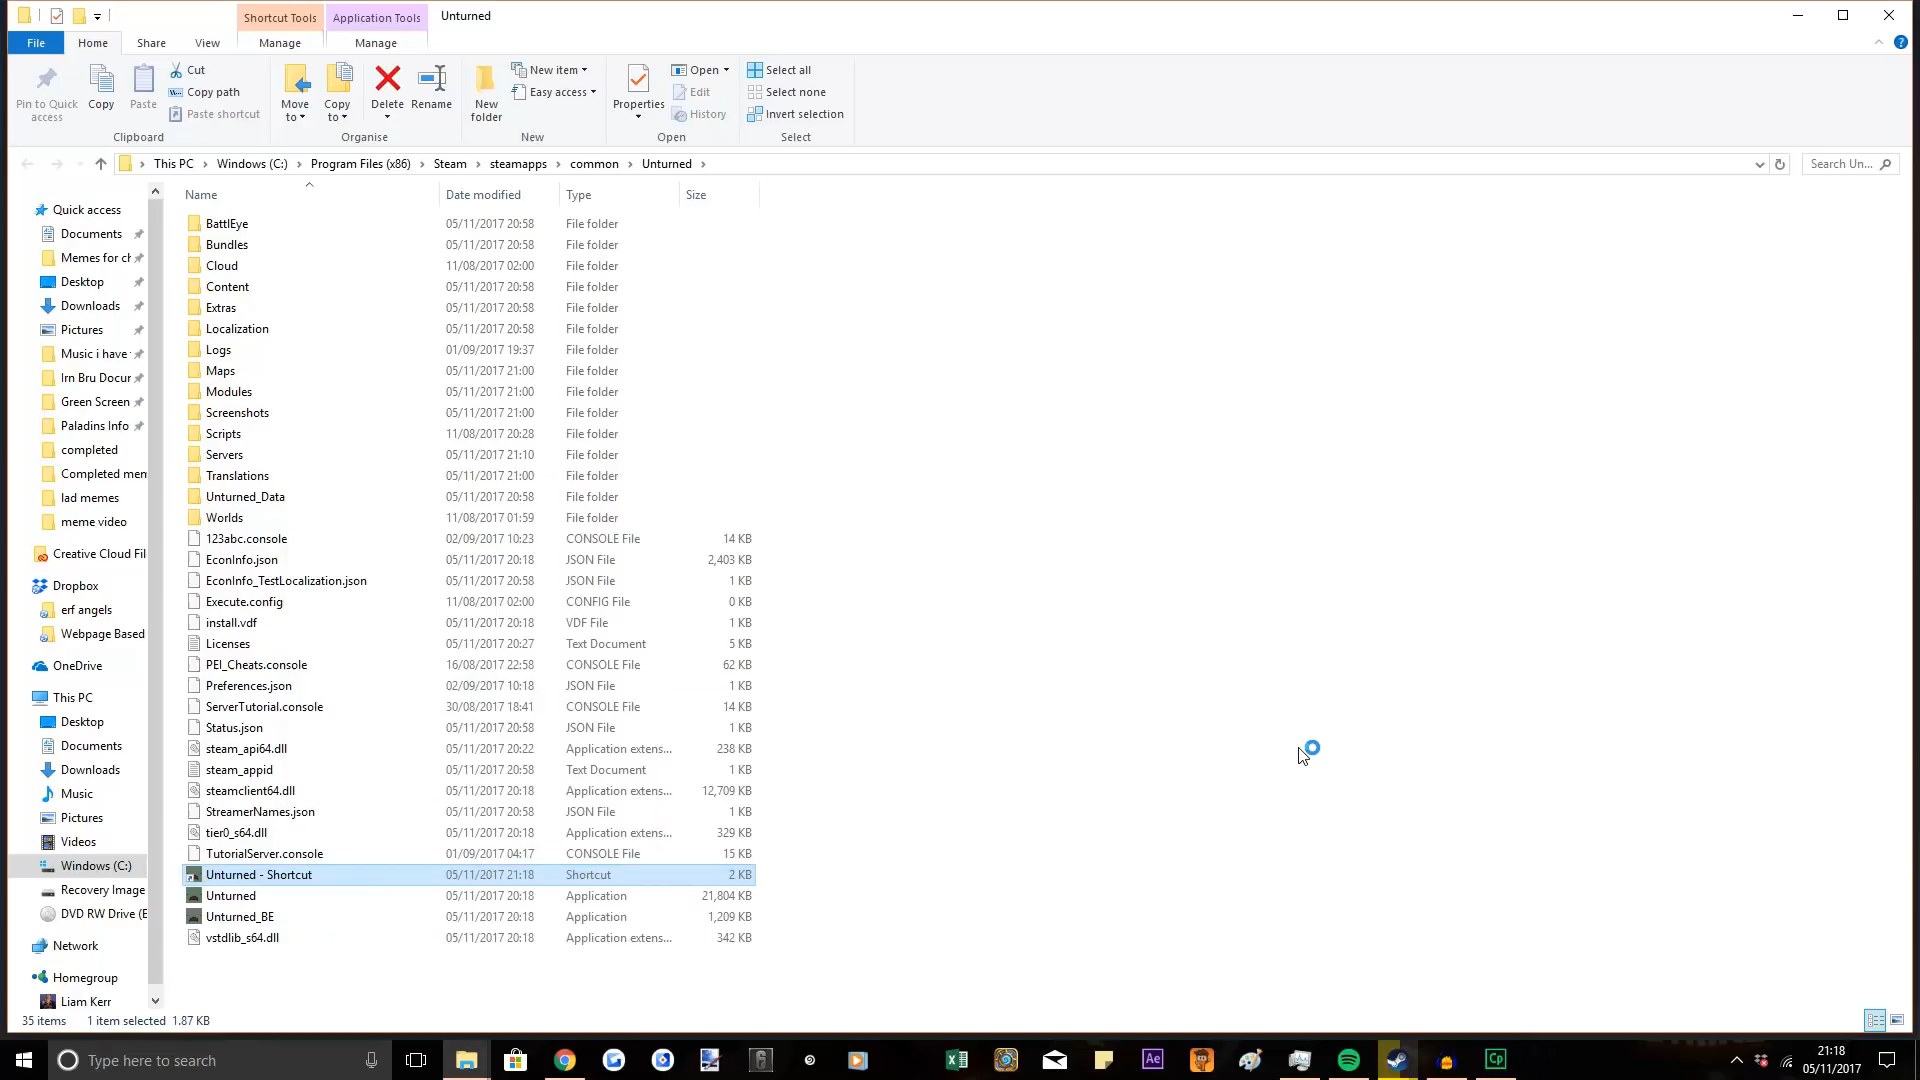 Shortcut Tools
Application Tools
Unturned
File
Home
Share
View
Manage
Manage
Pin to Quick access
Copy
Paste
Cut
Copy path
Paste shortcut
Clipboard
Move to
Copy to
Delete
Rename
Organise
New folder
New item
Easy access
New
Properties
Open
Edit
History
Open
Select all
Select none
Invert selection
Select
This PC > Windows (C:) > Program Files (x86) > Steam > steamapps > common > Unturned >
Search Un...
Quick access
Documents
Memes for ch
Desktop
Downloads
Pictures
Music i have
Irn Bru Docur
Green Screen
Paladins Info
completed
Completed mem
lad memes
meme video
Creative Cloud Fil
Dropbox
erf angels
Webpage Based
OneDrive
This PC
Desktop
Documents
Downloads
Music
Pictures
Videos
Windows (C:)
Recovery Image
DVD RW Drive (E
Network
Homegroup
Liam Kerr
Name Date modified Type Size
BattlEye 05/11/2017 20:58 File folder
Bundles 05/11/2017 20:58 File folder
Cloud 11/08/2017 02:00 File folder
Content 05/11/2017 20:58 File folder
Extras 05/11/2017 20:58 File folder
Localization 05/11/2017 20:58 File folder
Logs 01/09/2017 19:37 File folder
Maps 05/11/2017 21:00 File folder
Modules 05/11/2017 21:00 File folder
Screenshots 05/11/2017 21:00 File folder
Scripts 11/08/2017 20:28 File folder
Servers 05/11/2017 21:10 File folder
Translations 05/11/2017 21:00 File folder
Unturned_Data 05/11/2017 20:58 File folder
Worlds 11/08/2017 01:59 File folder
123abc.console 02/09/2017 10:23 CONSOLE File 14 KB
EconInfo.json 05/11/2017 20:18 JSON File 2,403 KB
EconInfo_TestLocalization.json 05/11/2017 20:58 JSON File 1 KB
Execute.config 11/08/2017 02:00 CONFIG File 0 KB
install.vdf 05/11/2017 20:18 VDF File 1 KB
Licenses 05/11/2017 20:27 Text Document 5 KB
PEI_Cheats.console 16/08/2017 22:58 CONSOLE File 62 KB
Preferences.json 02/09/2017 10:18 JSON File 1 KB
ServerTutorial.console 30/08/2017 18:41 CONSOLE File 14 KB
Status.json 05/11/2017 20:58 JSON File 1 KB
steam_api64.dll 05/11/2017 20:22 Application extens... 238 KB
steam_appid 05/11/2017 20:58 Text Document 1 KB
steamclient64.dll 05/11/2017 20:18 Application extens... 12,709 KB
StreamerNames.json 05/11/2017 20:58 JSON File 1 KB
tier0_s64.dll 05/11/2017 20:18 Application extens... 329 KB
TutorialServer.console 01/09/2017 04:17 CONSOLE File 15 KB
Unturned - Shortcut 05/11/2017 21:18 Shortcut 2 KB
Unturned 05/11/2017 20:18 Application 21,804 KB
Unturned_BE 05/11/2017 20:18 Application 1,209 KB
vstdlib_s64.dll 05/11/2017 20:18 Application extens... 342 KB
35 items 1 item selected 1.87 KB
Type here to search
Ae
Cp
21:18
05/11/2017